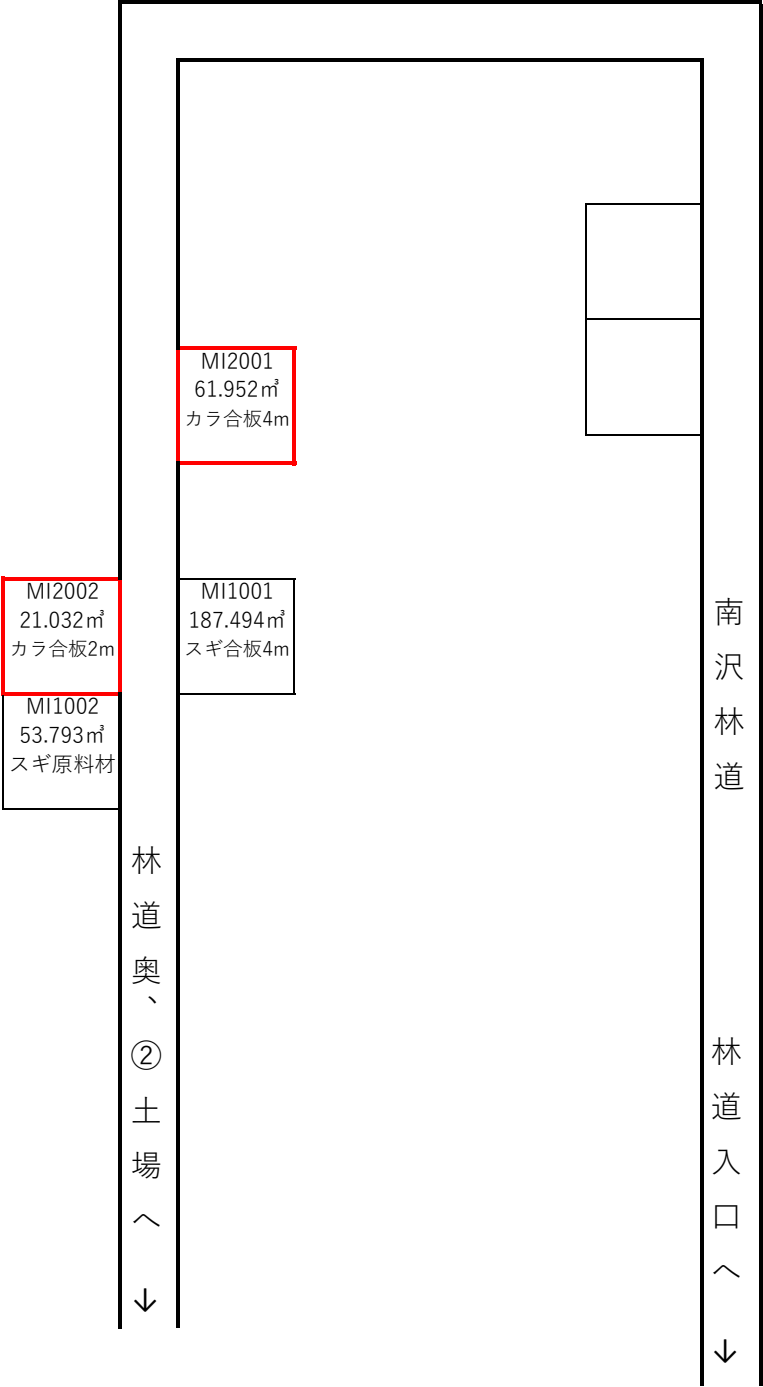 MI2001
61.952㎥
カラ合板4m
MI2002
21.032㎥
カラ合板2m
MI1001
187.494㎥
スギ合板4m
MI1002
53.793㎥
スギ原料材
南沢林道
林道奥、②土場へ ↓
林道入口へ ↓